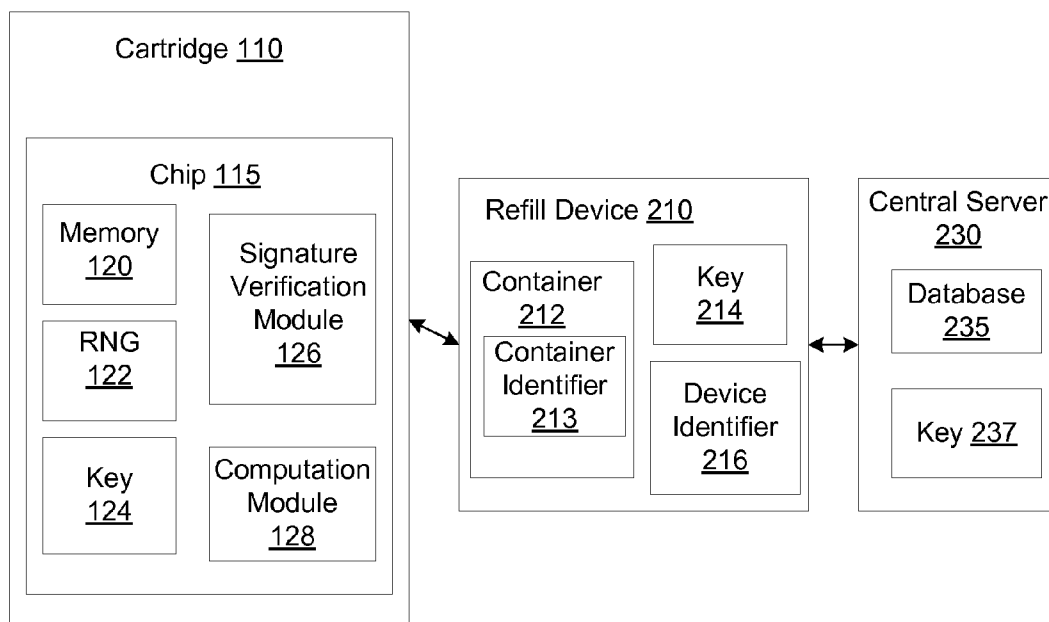 Cartridge 110
Chip 115
Memory
120
RNG
122
Key
124
Signature
Verification
Module
126
Computation
Module
128
Refill Device 210
Container
212
Container
Identifier
213
Key
214
Device
Identifier
216
Central Server
230
Database
235
Key 237